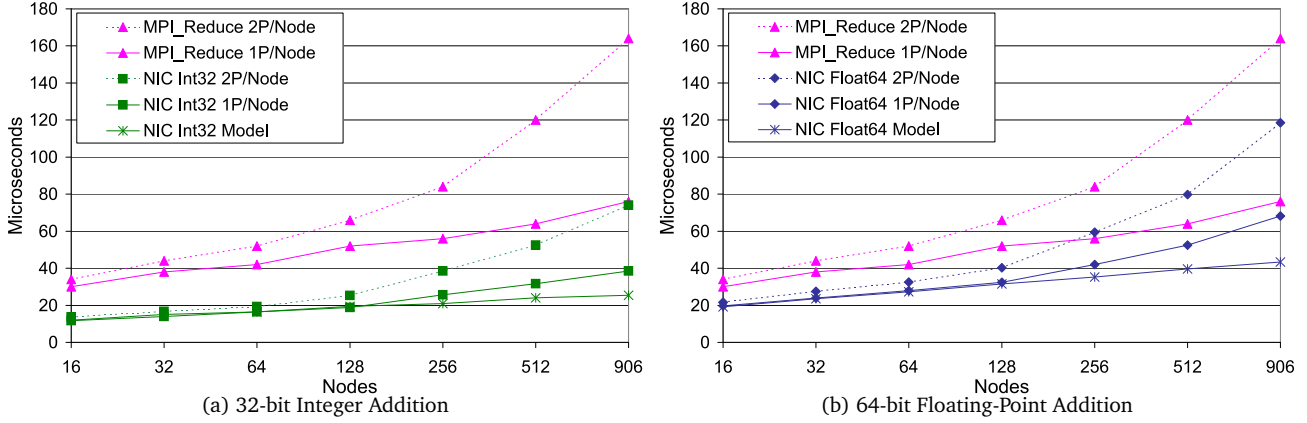 180
160
140
120
100
80
60
40
20
0
Microseconds
MPI_Reduce 2P/Node
MPI_Reduce 1P/Node
NIC Int32 2P/Node
NIC Int32 1P/Node
NIC Int32 Model
16 32 64 128 256 512 906
Nodes
(a) 32-bit Integer Addition
180
160
140
120
100
80
60
40
20
0
Microseconds
MPI_Reduce 2P/Node
MPI_Reduce 1P/Node
NIC Float64 2P/Node
NIC Float64 1P/Node
NIC Float64 Model
16 32 64 128 256 512 906
Nodes
(b) 64-bit Floating-Point Addition